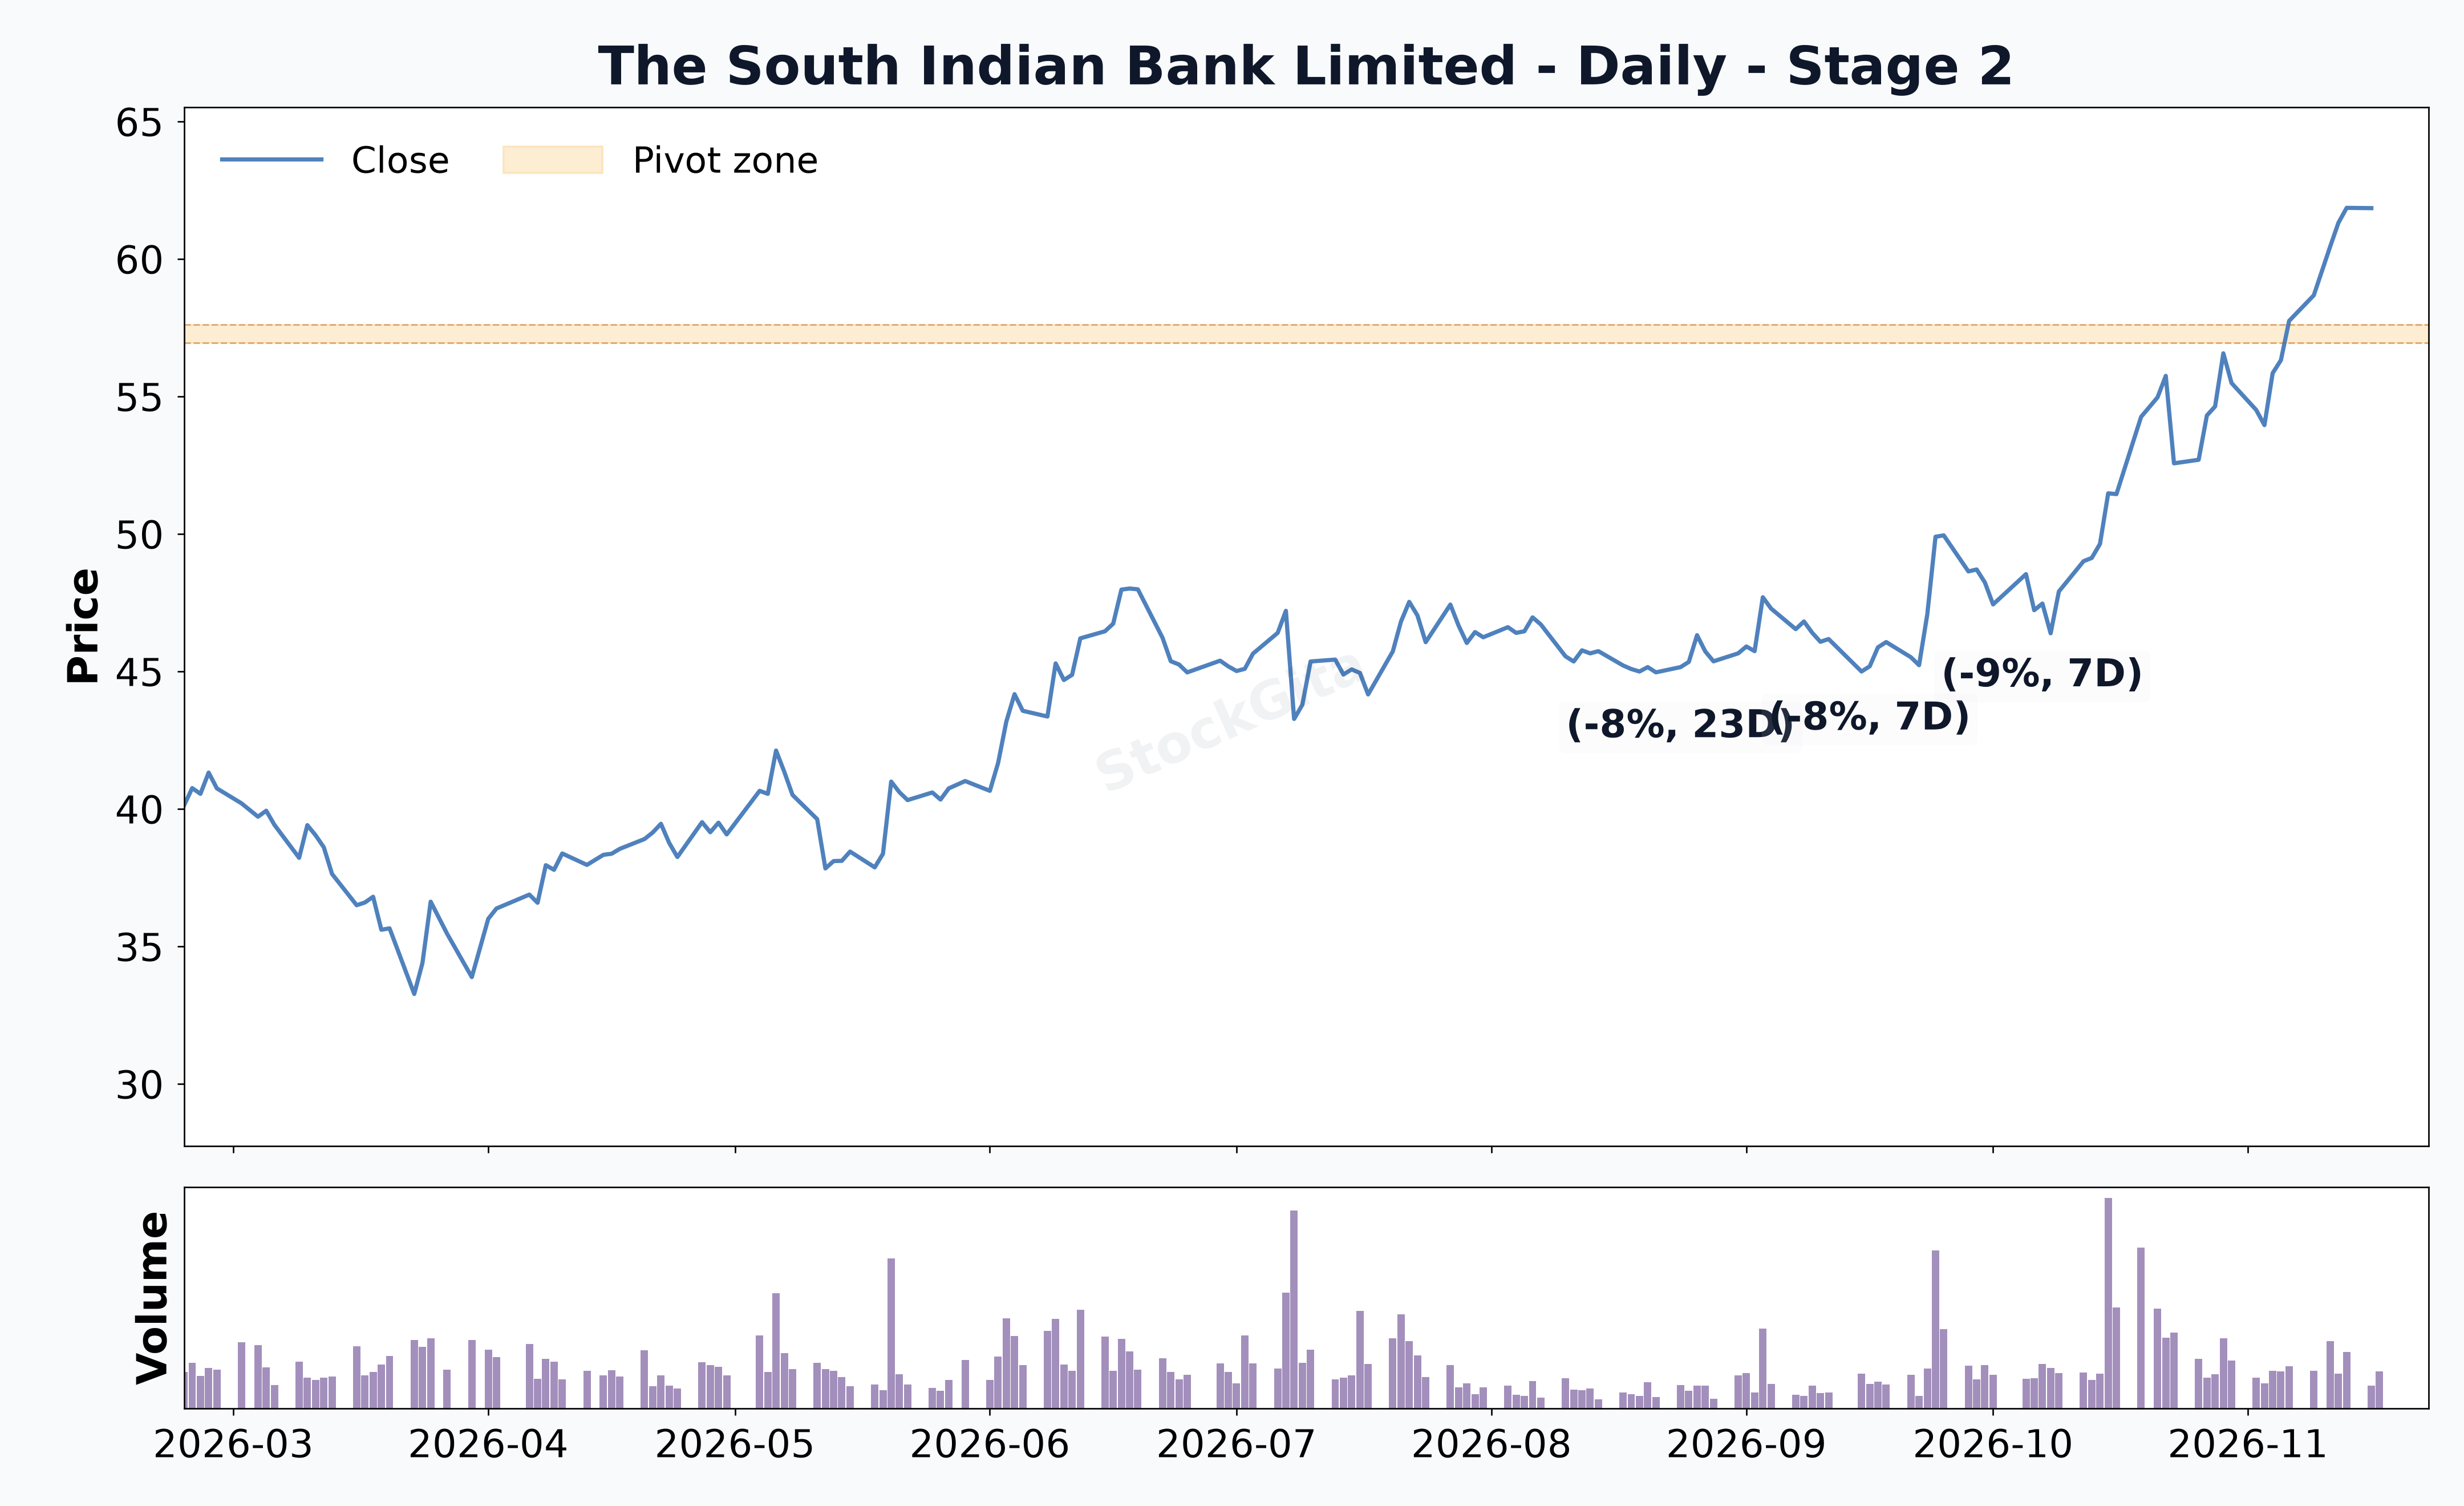 The South Indian Bank Limited - Daily - Stage 2
Close
Pivot zone
Price
65
60
55
50
45
40
35
30
StockGita
(-8%, 23D)
(-8%, 7D)
(-9%, 7D)
Volume
2026-03
2026-04
2026-05
2026-06
2026-07
2026-08
2026-09
2026-10
2026-11